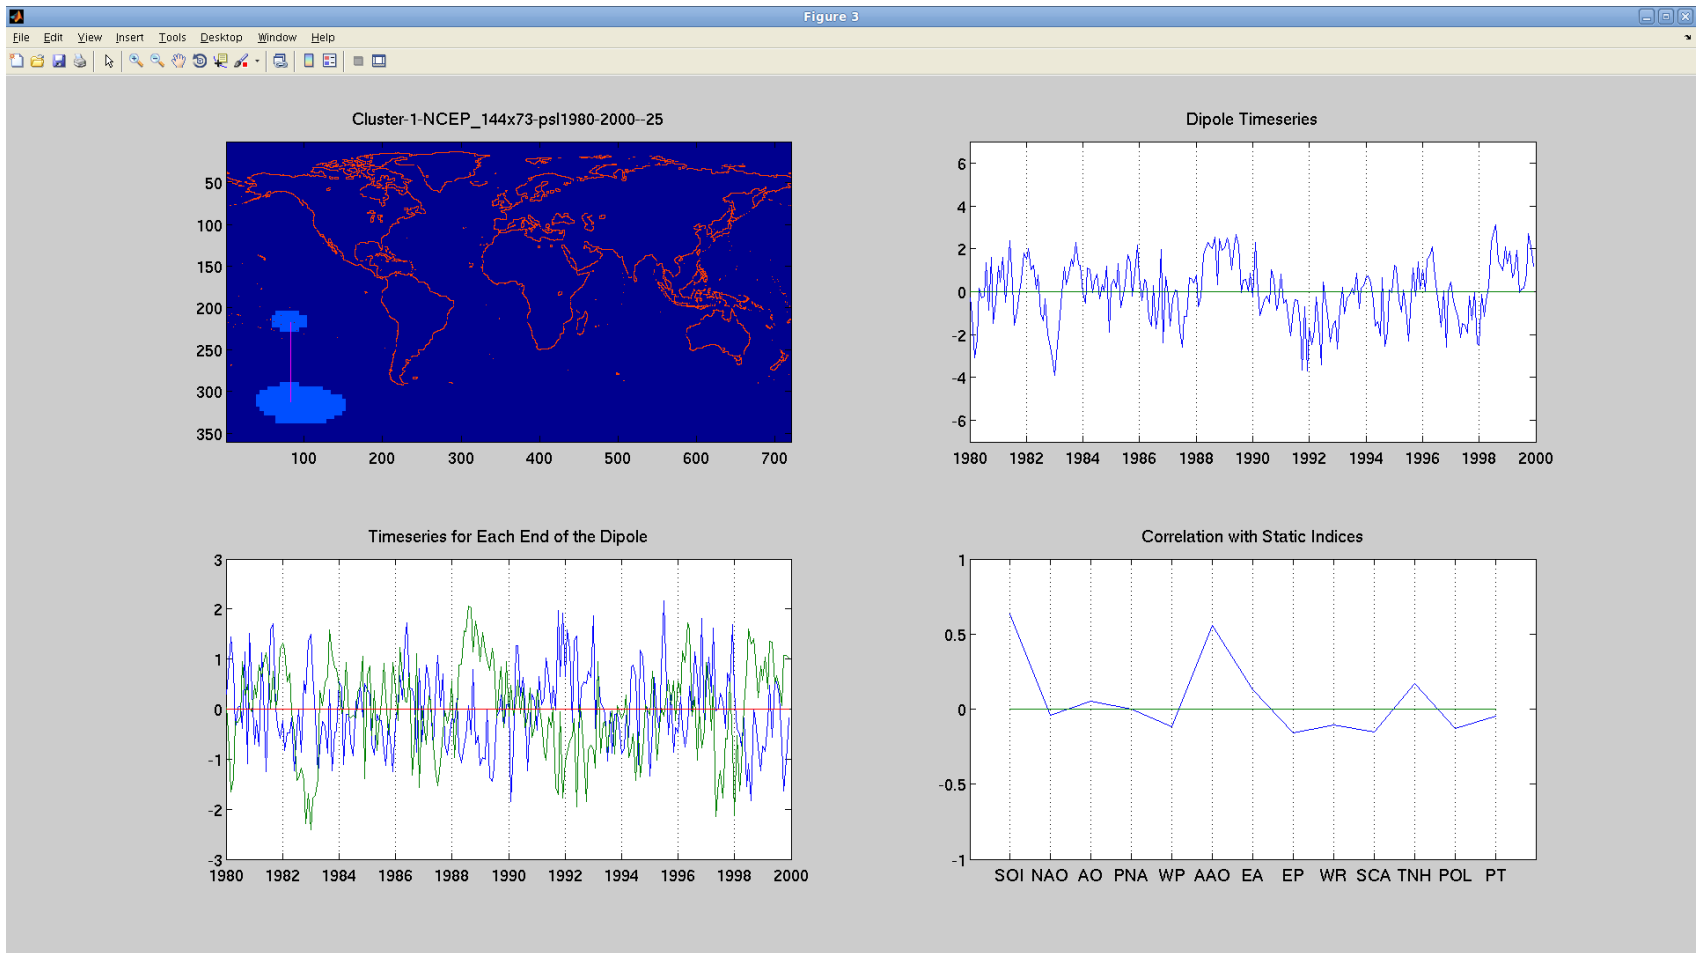 Figure 3
File Edit View Insert Tools Desktop Window Help
Cluster-1-NCEP_144x73-psl1980-2000--25
50
100
150
200
250
300
350
100 200 300 400 500 600 700
Dipole Timeseries
6
4
2
0
-2
-4
-6
1980 1982 1984 1986 1988 1990 1992 1994 1996 1998 2000
Timeseries for Each End of the Dipole
3
2
1
0
-1
-2
-3
1980 1982 1984 1986 1988 1990 1992 1994 1996 1998 2000
Correlation with Static Indices
1
0.5
0
-0.5
-1
SOI NAO AO PNA WP AAO EA EP WR SCA TNH POL PT